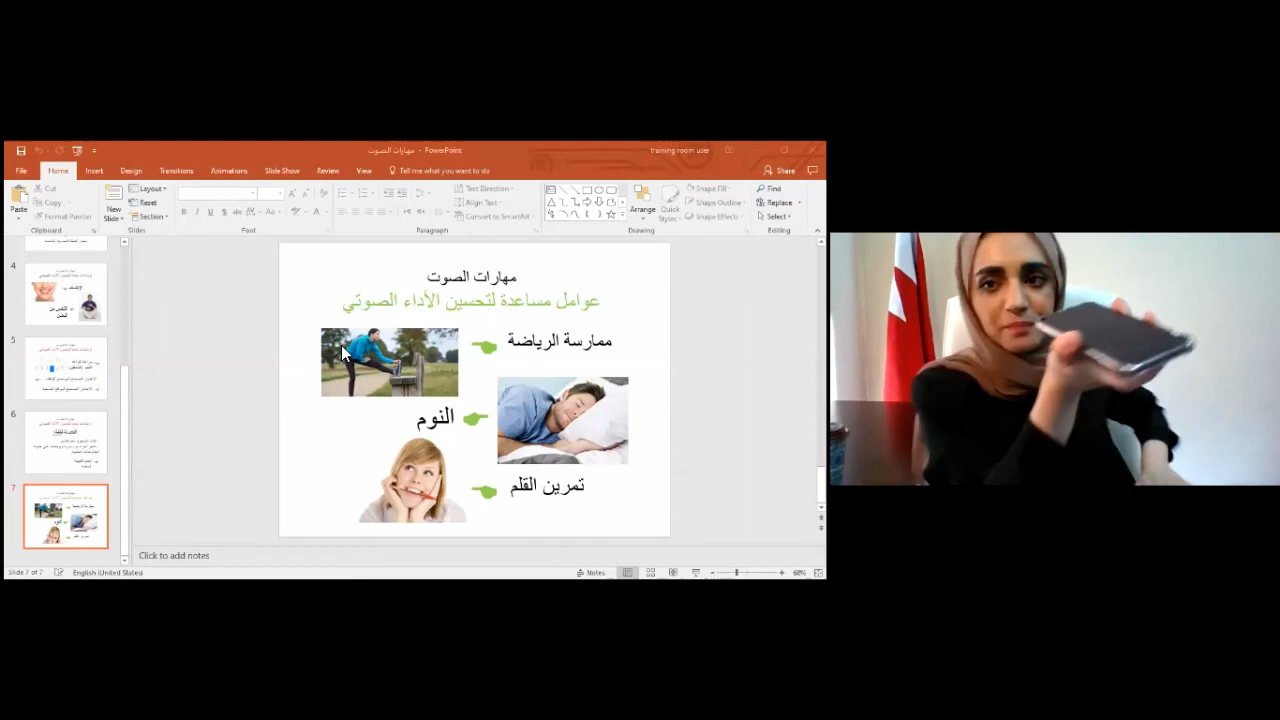 مهارات الصوت - PowerPoint
training room user
File Home Insert Design Transitions Animations Slide Show Review View Tell me what you want to do Share
Paste Cut Copy Format Painter Clipboard
New Slide Layout Reset Section Slides
Font
Text Direction Align Text Convert to SmartArt Paragraph
Arrange Quick Styles Shape Fill Shape Outline Shape Effects Drawing
Find Replace Select Editing
4
5
6
7
مهارات الصوت
عوامل مساعدة لتحسين الأداء الصوتي
ممارسة الرياضة
النوم
تمرين القلم
Click to add notes
Slide 7 of 7 English (United States) Notes 68%